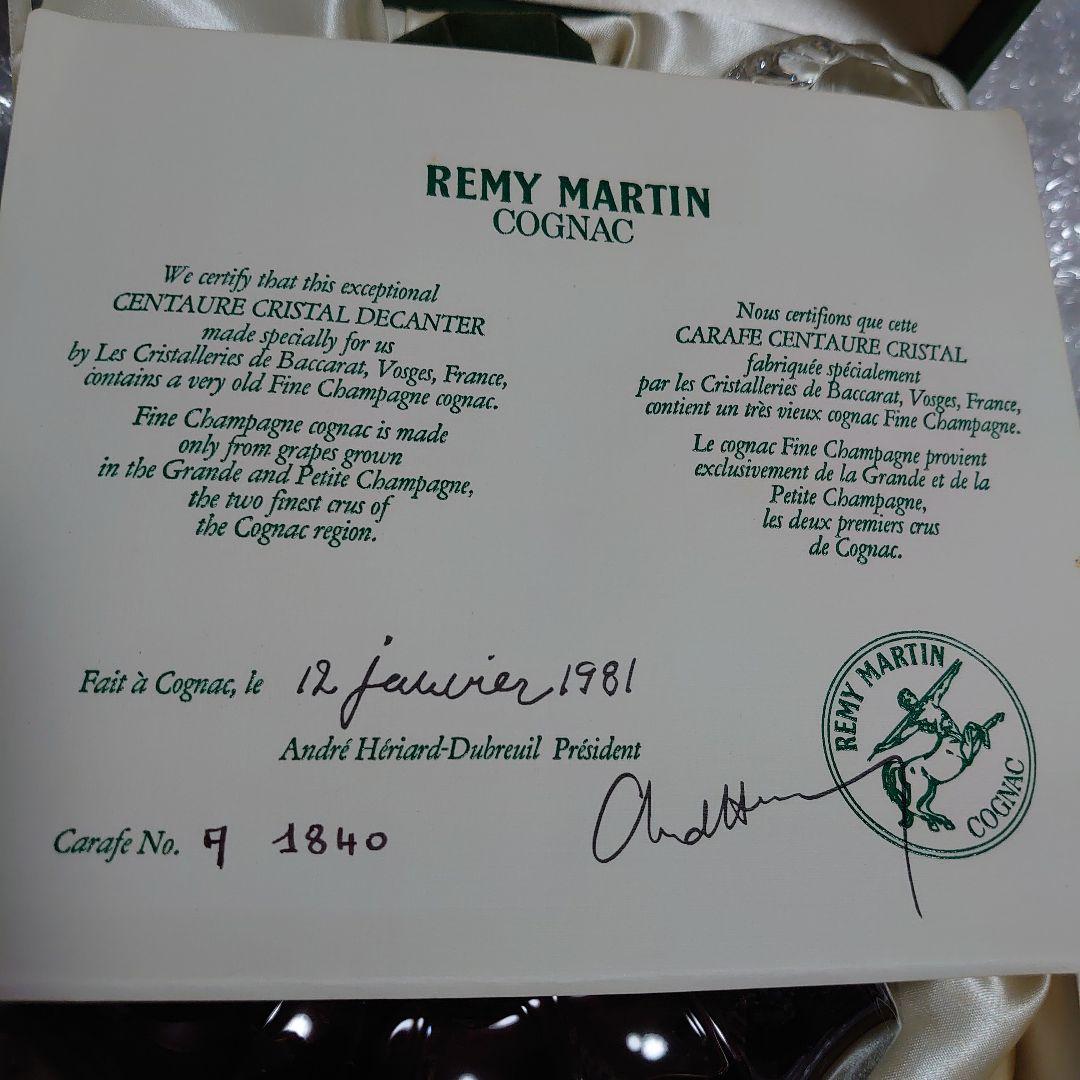 REMY MARTIN
COGNAC
We certify that this exceptional
CENTAURE CRISTAL DECANTER
made specially for us
by Les Cristalleries de Baccarat, Vosges, France,
contains a very old Fine Champagne cognac.
Fine Champagne cognac is made
only from grapes grown
in the Grande and Petite Champagne,
the two finest crus of
the Cognac region.
Nous certifions que cette
CARAFE CENTAURE CRISTAL
fabriquée spécialement
par les Cristalleries de Baccarat, Vosges, France,
contient un très vieux cognac Fine Champagne.
Le cognac Fine Champagne provient
exclusivement de la Grande et de la
Petite Champagne,
les deux premiers crus
de Cognac.
Fait à Cognac, le 12 janvier 1981
André Hériard-Dubreuil Président
Carafe No. 1840
REMY MARTIN
COGNAC